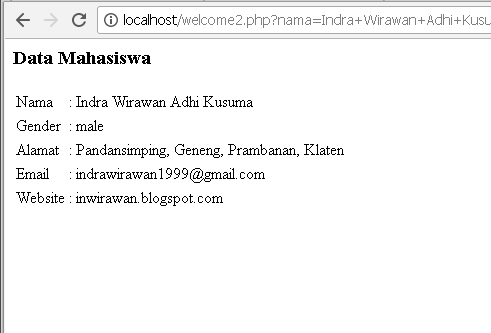 localhost/welcome2.php?nama=Indra+Wirawan+Adhi+Kusu
Data Mahasiswa
Nama : Indra Wirawan Adhi Kusuma
Gender : male
Alamat : Pandansimping, Geneng, Prambanan, Klaten
Email : indrawirawan1999@gmail.com
Website : inwirawan.blogspot.com